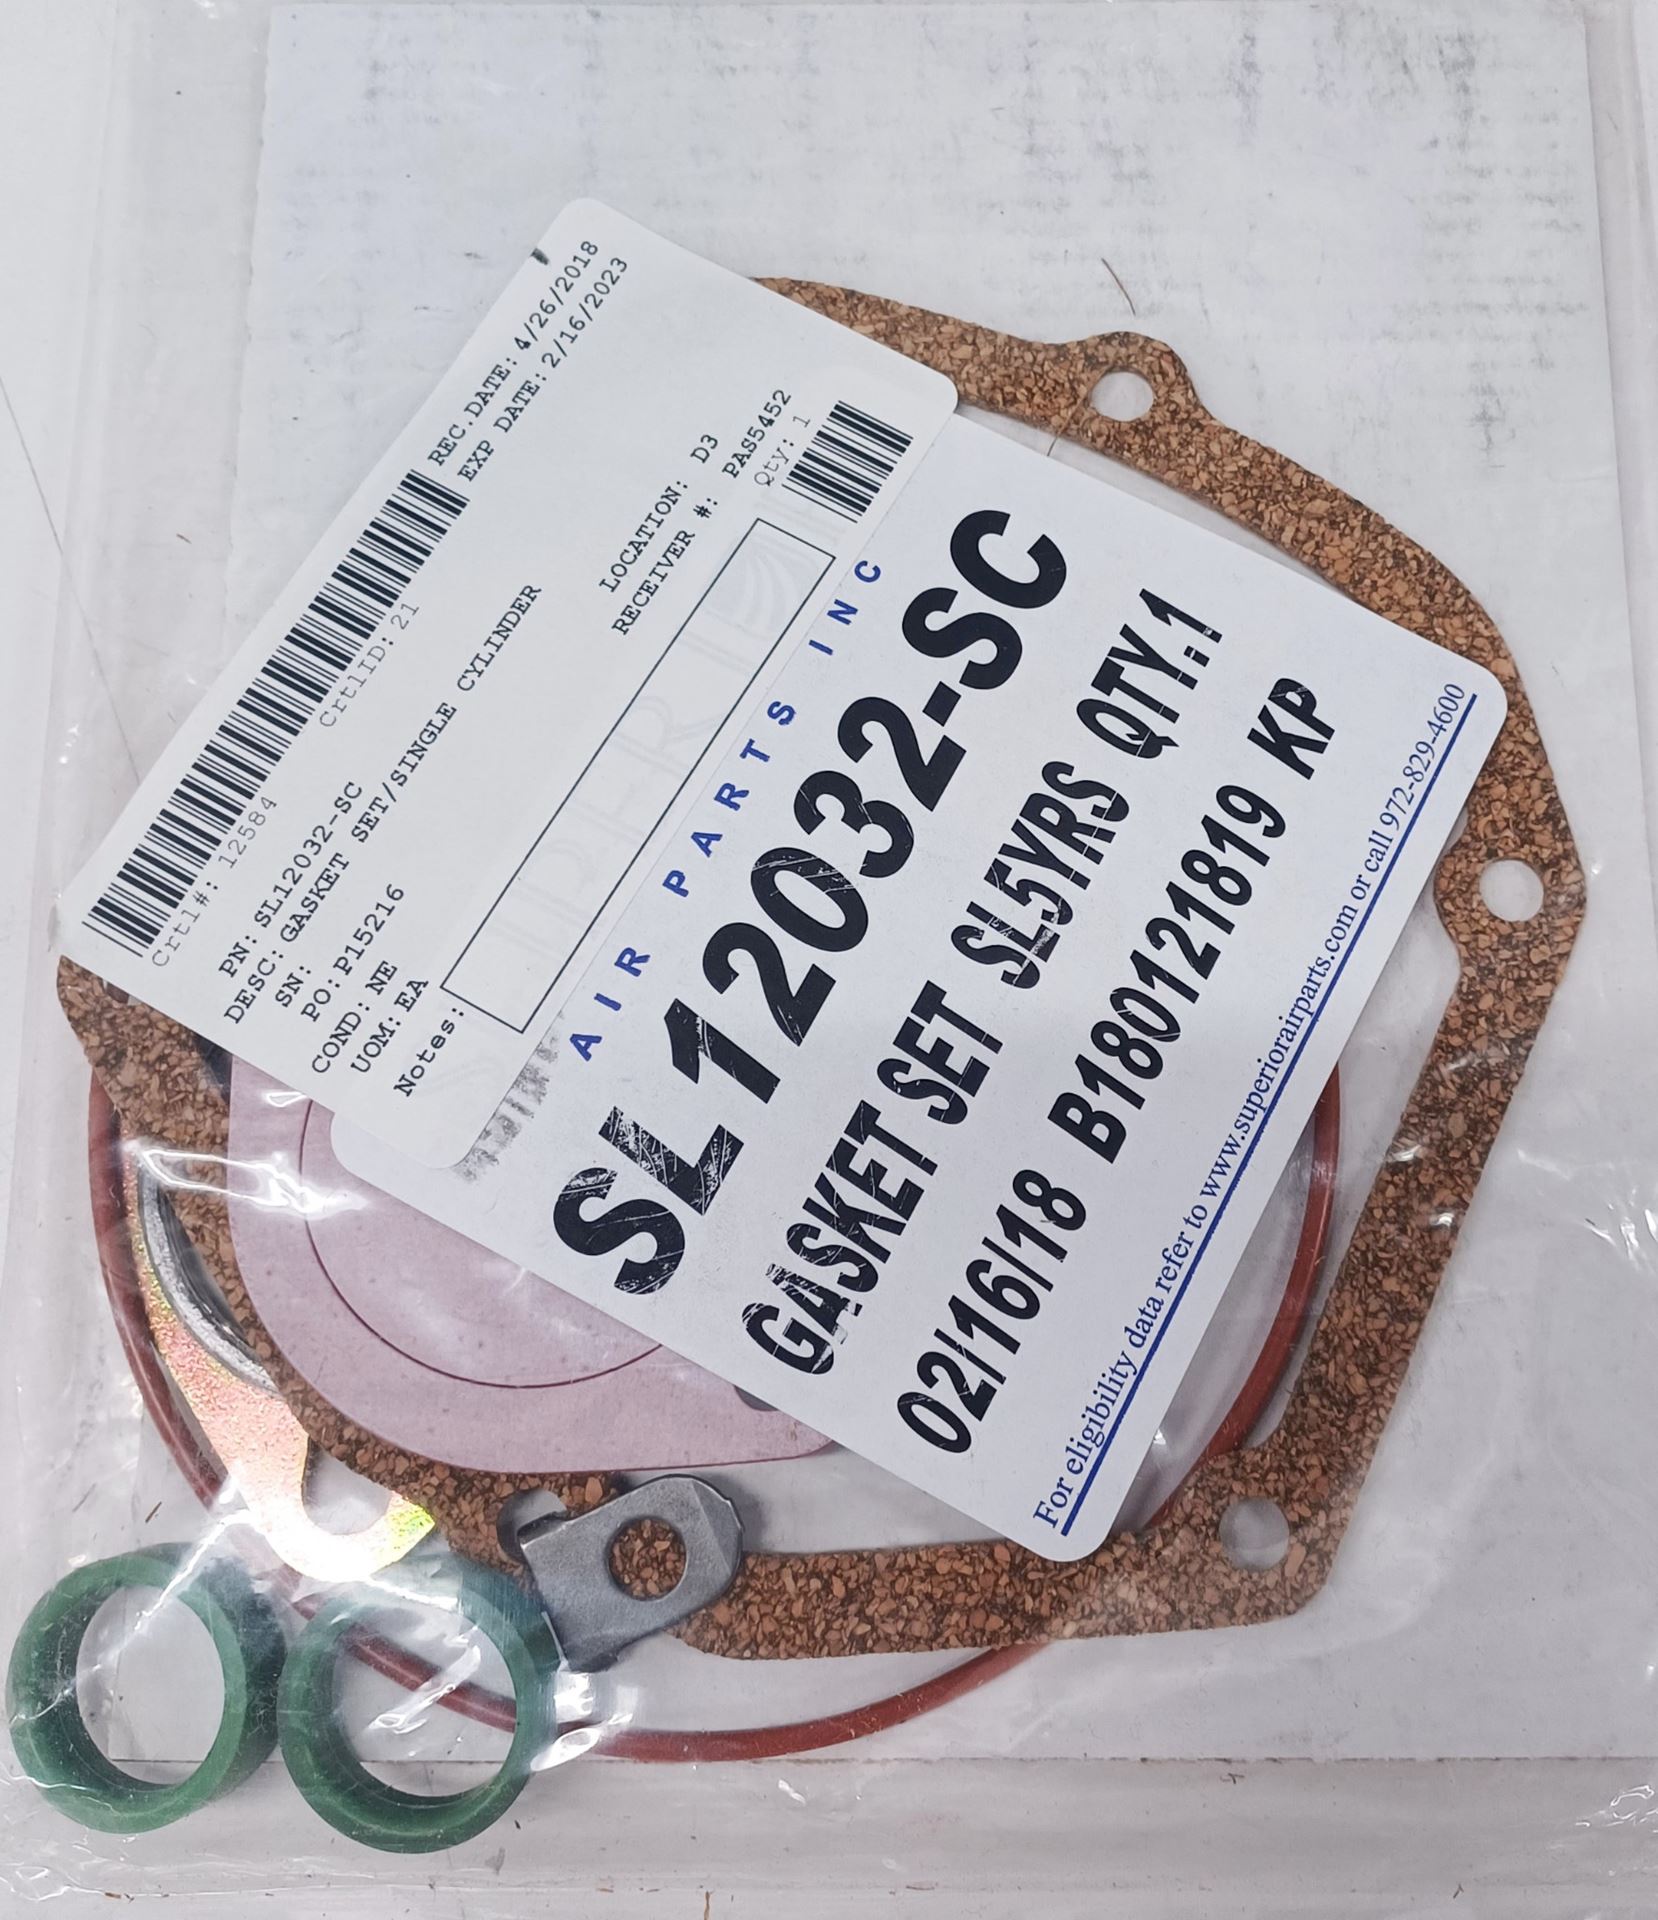 REC.DATE: 4/26/2018
EXP DATE: 2/16/2023
Crtl#: 12584 CrtlID: 21
PN: SL12032-SC
DESC: GASKET SET/SINGLE CYLINDER
SN:
PO: P15216
COND: NE
UOM: EA
LOCATION: D3
RECEIVER #: PAS5452
Qty: 1
Notes:
AIR PARTS INC
SL12032-SC
GASKET SET SL5YRS QTY.1
02/16/18 B180121819 KP
For eligibility data refer to www.superiorairparts.com or call 972-829-4600